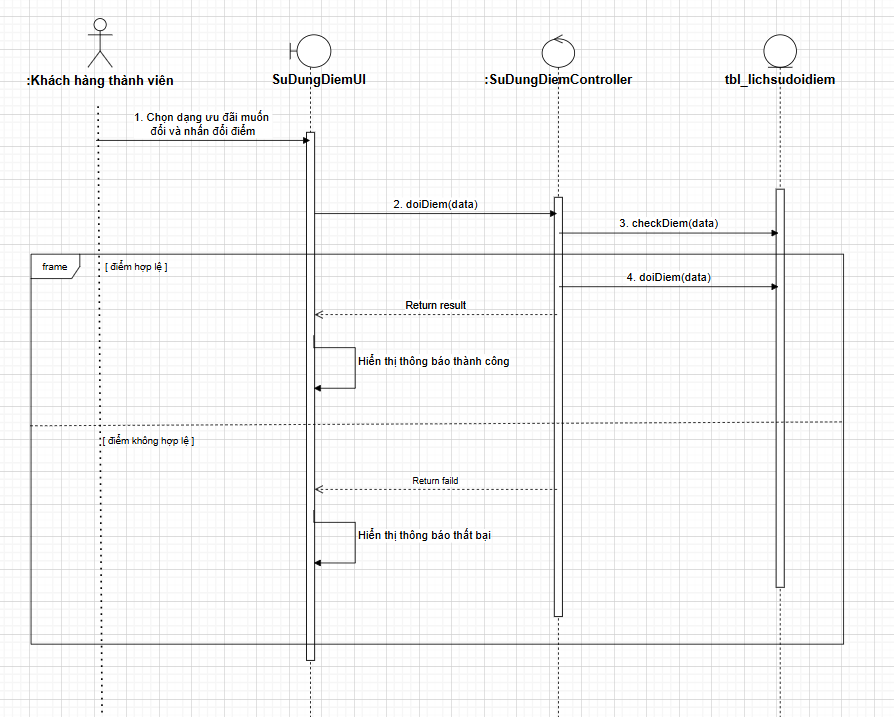 :Khách hàng thành viên
SuDungDiemUI
:SuDungDiemController
tbl_lichsudoidiem
1. Chọn dạng ưu đãi muốn
đổi và nhấn đổi điểm
2. doiDiem(data)
3. checkDiem(data)
frame
[ điểm hợp lệ ]
4. doiDiem(data)
Return result
Hiển thị thông báo thành công
[ điểm không hợp lệ ]
Return faild
Hiển thị thông báo thất bại